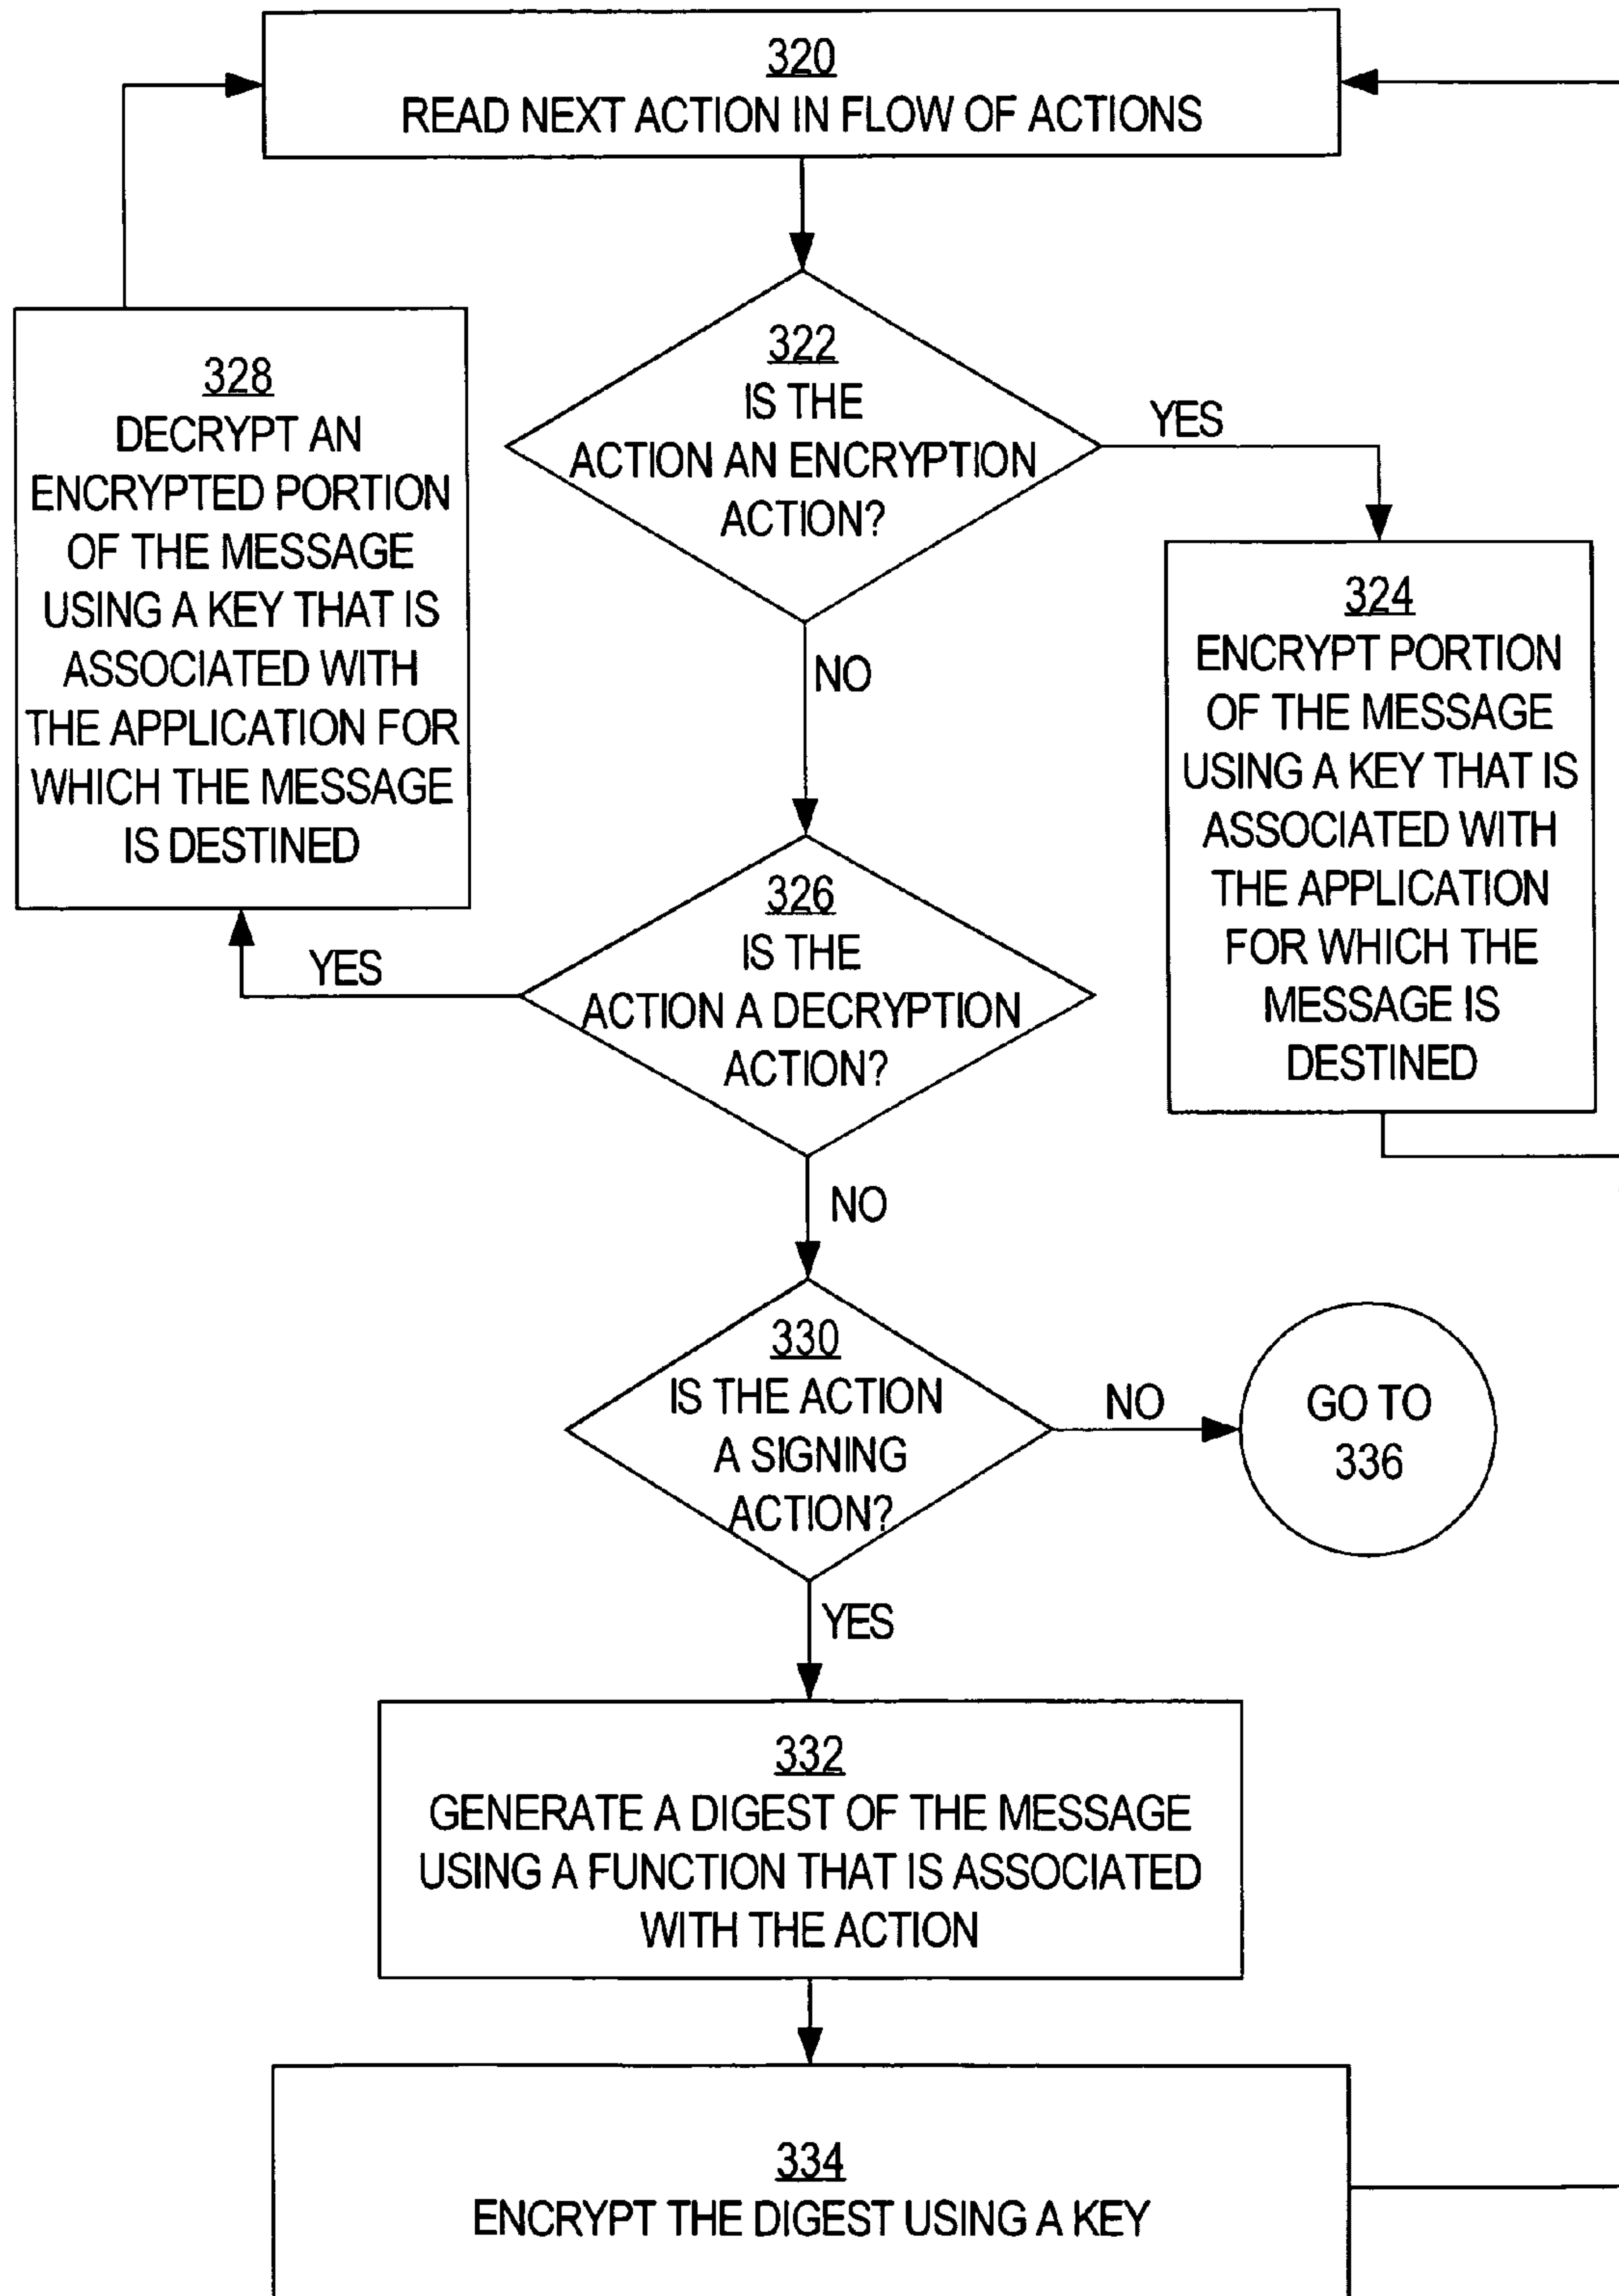 320
READ NEXT ACTION IN FLOW OF ACTIONS
322
IS THE
ACTION AN ENCRYPTION
ACTION?
YES
NO
324
ENCRYPT PORTION
OF THE MESSAGE
USING A KEY THAT IS
ASSOCIATED WITH
THE APPLICATION
FOR WHICH THE
MESSAGE IS
DESTINED
326
IS THE
ACTION A DECRYPTION
ACTION?
YES
NO
328
DECRYPT AN
ENCRYPTED PORTION
OF THE MESSAGE
USING A KEY THAT IS
ASSOCIATED WITH
THE APPLICATION FOR
WHICH THE MESSAGE
IS DESTINED
330
IS THE ACTION
A SIGNING
ACTION?
NO
GO TO
336
YES
332
GENERATE A DIGEST OF THE MESSAGE
USING A FUNCTION THAT IS ASSOCIATED
WITH THE ACTION
334
ENCRYPT THE DIGEST USING A KEY